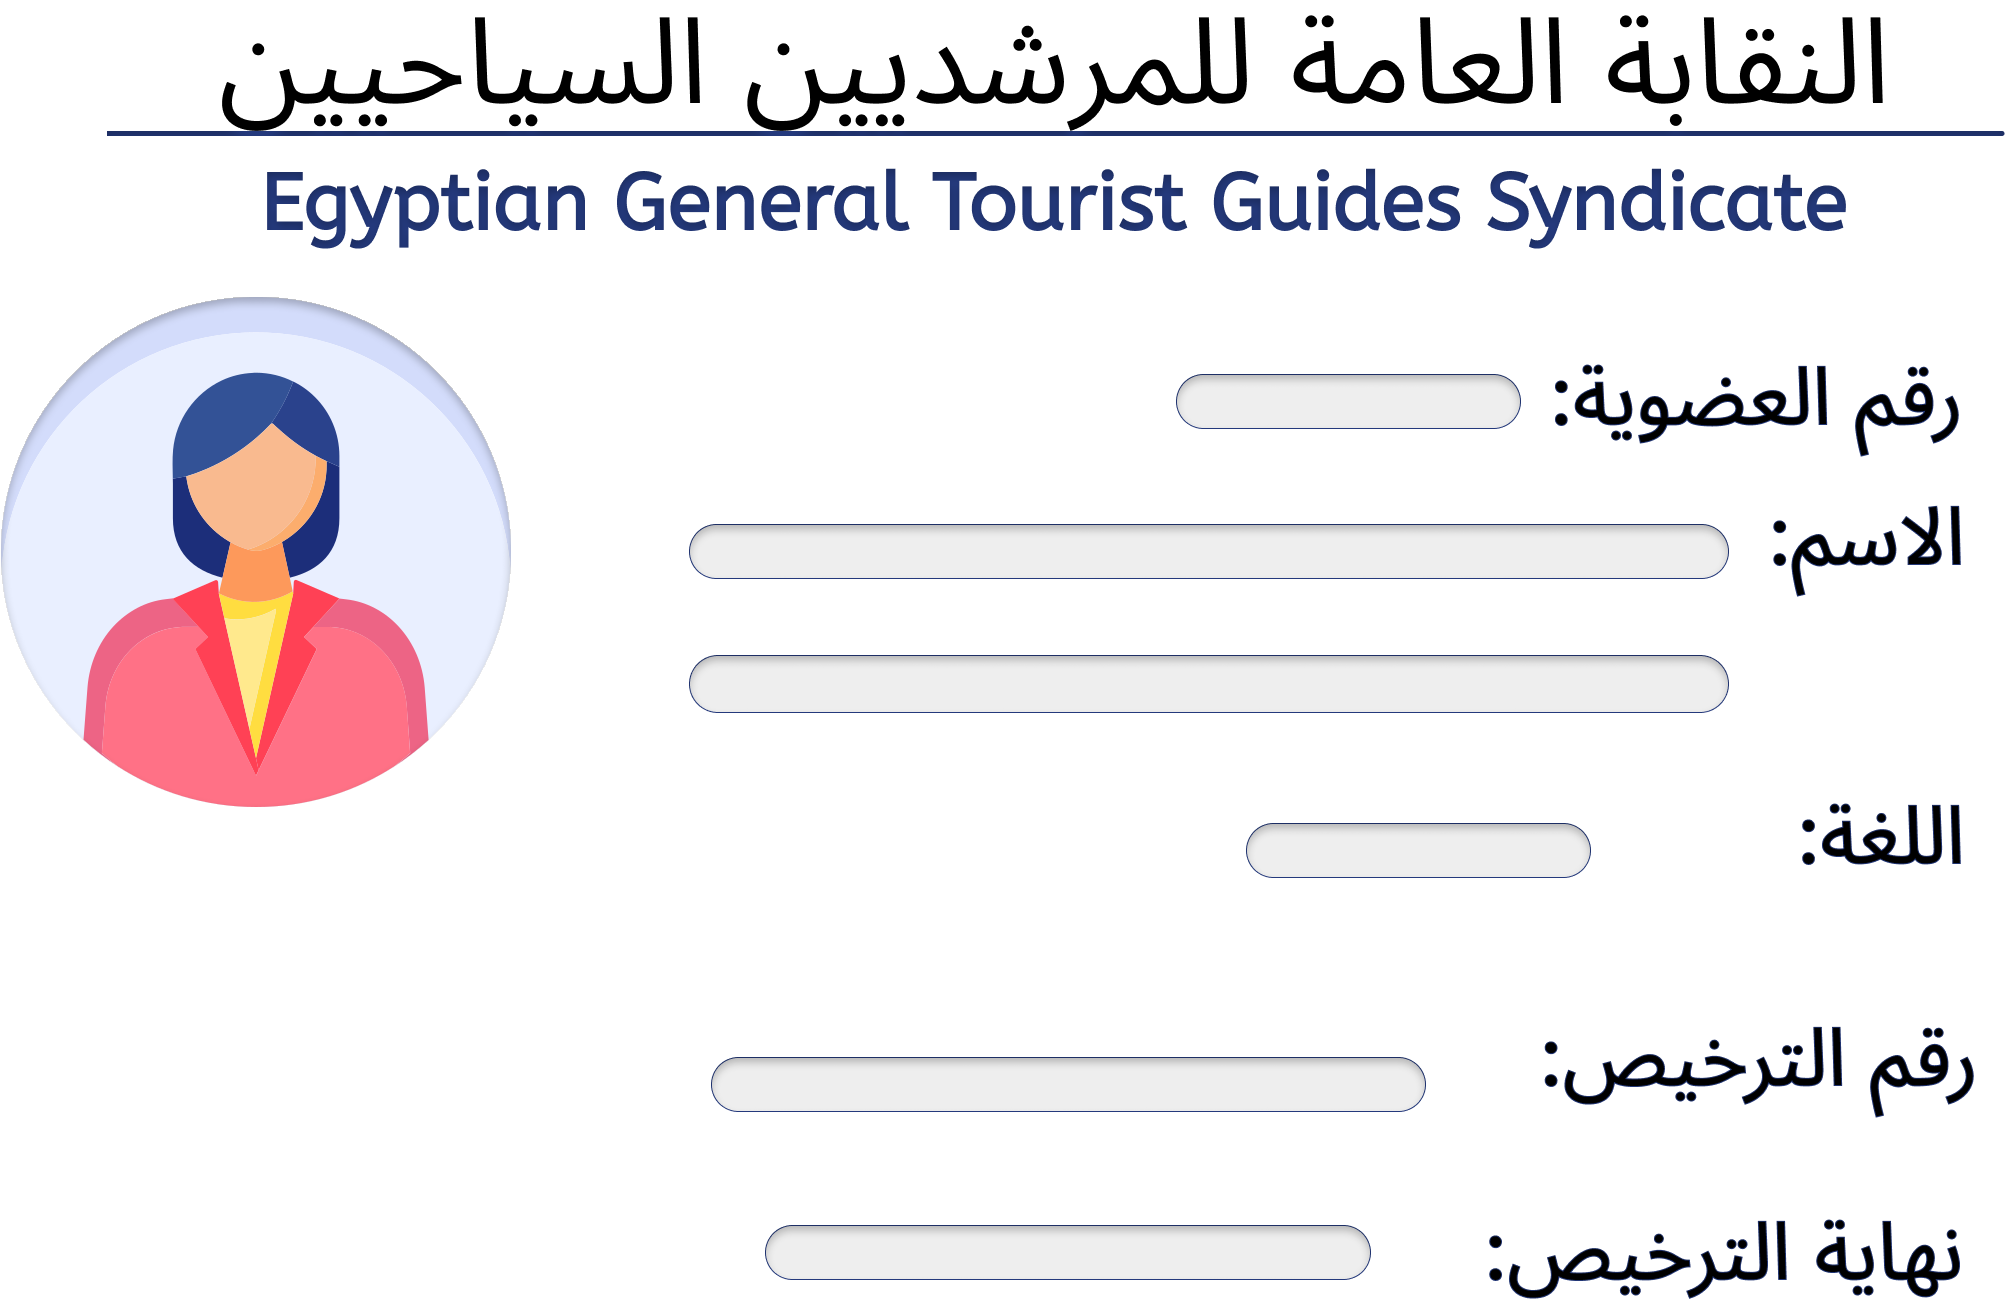 النقابة العامة للمرشديين السياحيين
Egyptian General Tourist Guides Syndicate
رقم العضوية:
الاسم:
اللغة:
رقم الترخيص:
نهاية الترخيص: